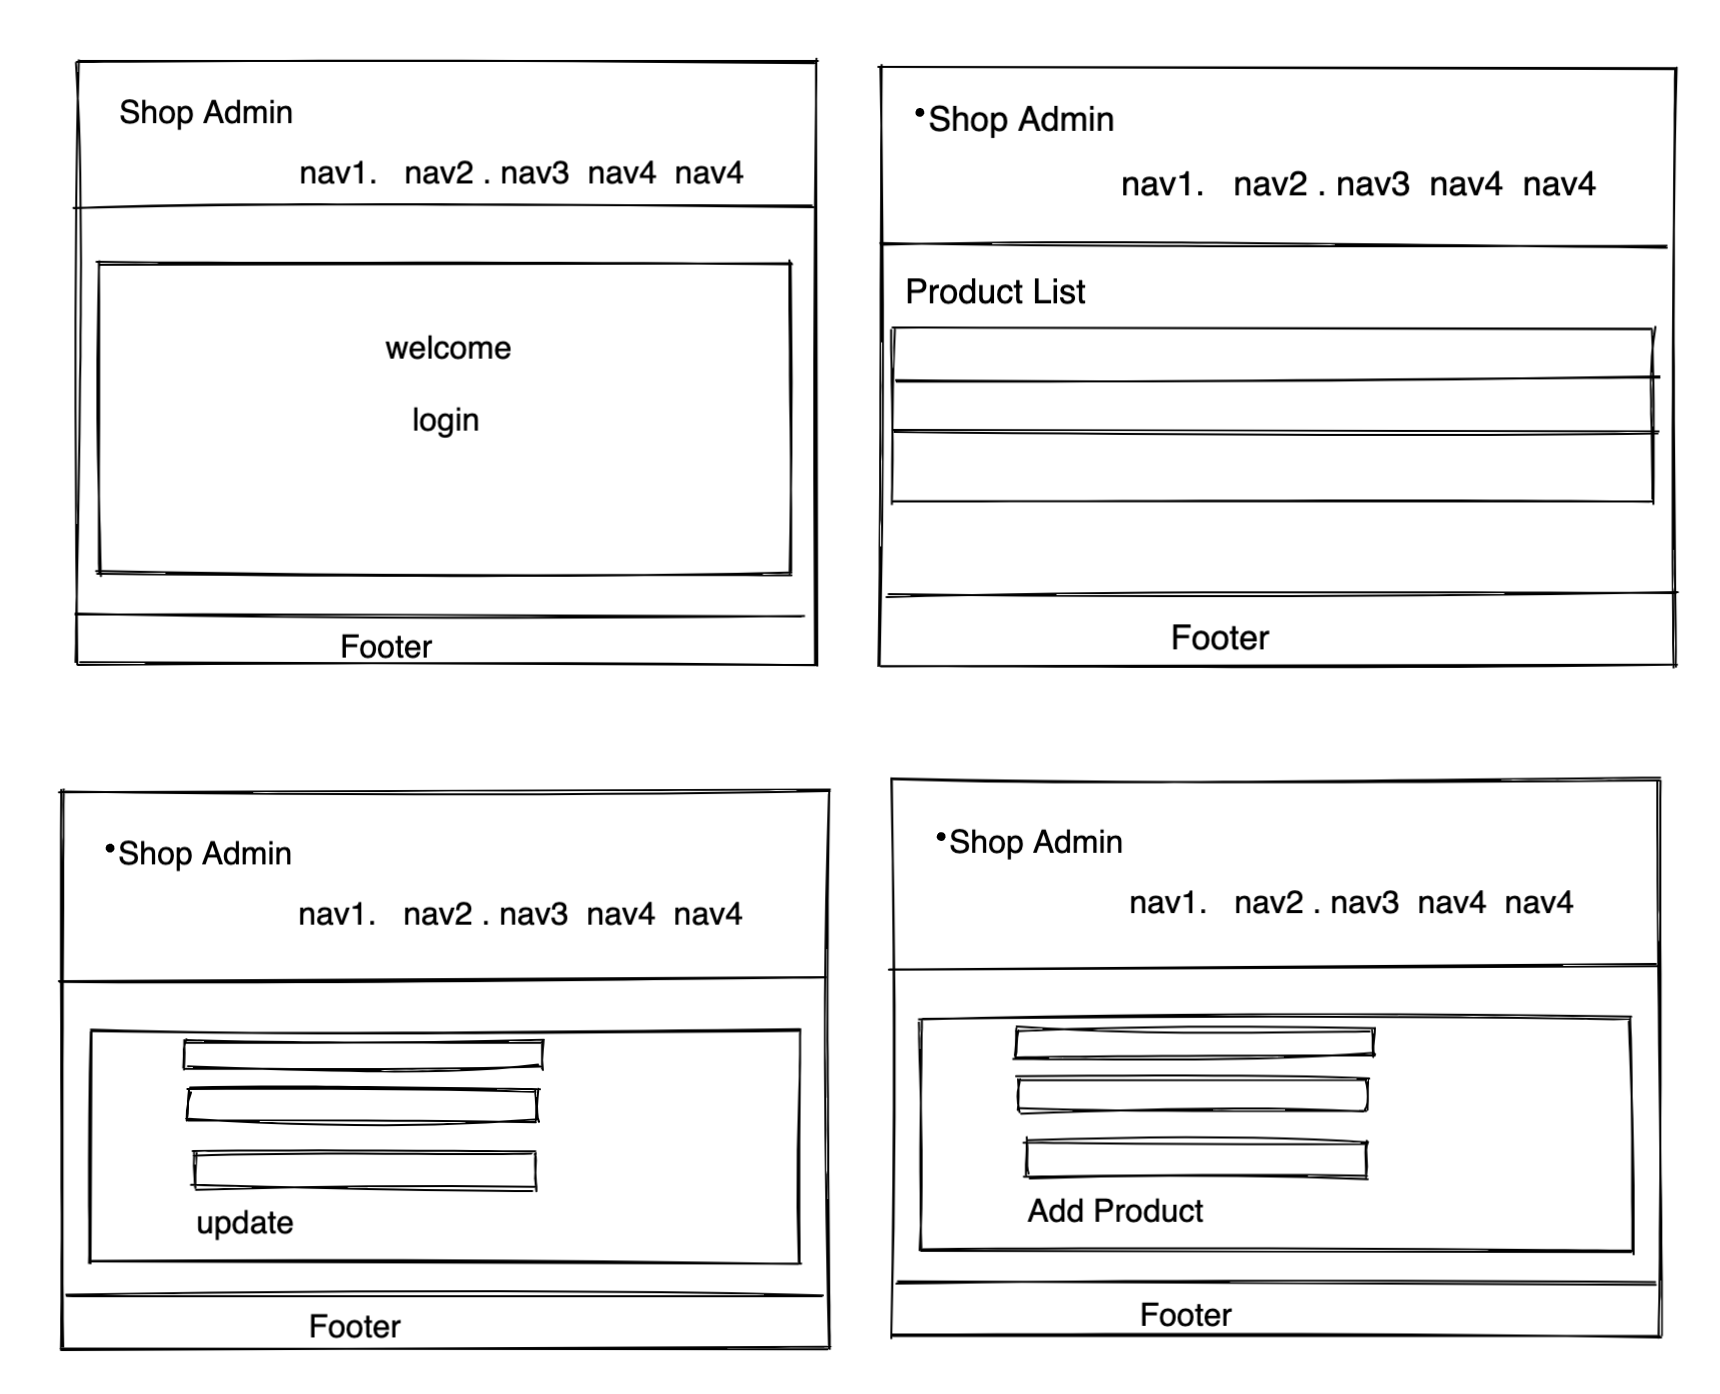 Shop Admin
nav1. nav2 . nav3 nav4 nav4
welcome
login
Footer
•Shop Admin
nav1. nav2 . nav3 nav4 nav4
Product List
Footer
•Shop Admin
nav1. nav2 . nav3 nav4 nav4
update
Footer
•Shop Admin
nav1. nav2 . nav3 nav4 nav4
Add Product
Footer